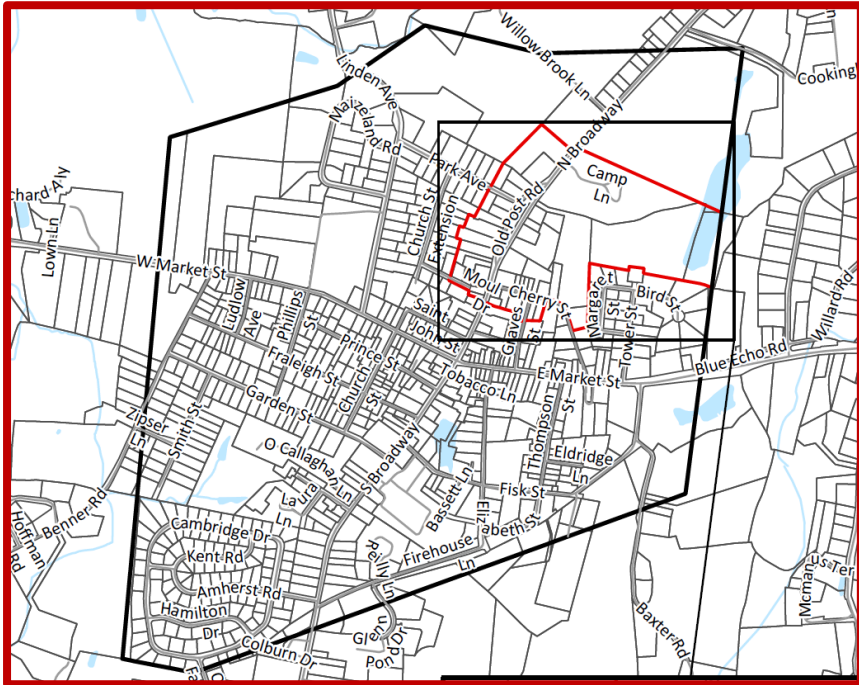 Willow Brook Ln
Cookingh
Linden Ave
Maizeland Rd
N Broadway
Park Ave
Camp
Ln
chard Aly
Lown Ln
Church St
Extension
Old Post Rd
W Market St
Moul
Dr
Cherry St
Margaret
St
Bird St
Willard Rd
Ludlow
Ave
Phillips
St
Saint
John St
Graves
St
Tower St
Prince St
Blue Echo Rd
Fraleigh St
Church
St
Tobacco Ln
E Market St
Garden St
Thompson
St
Zipser
Ln
Smith St
S Broadway
O Callaghan Ln
Eldridge
Ln
Bassett Ln
Laura
Ln
Fisk St
Elizabeth St
Benner Rd
Hoffman
Rd
Cambridge Dr
Kent Rd
Firehouse
Ln
Reilly Ln
Amherst Rd
us Ter
Mcman
Hamilton
Dr
Glenn
Pond Dr
Baxter Rd
Colburn Dr
Fa